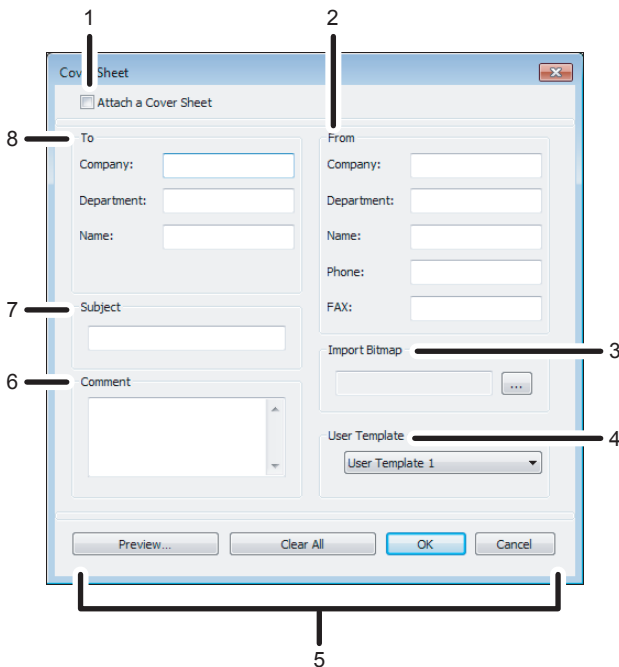 1
2
Cover Sheet
Attach a Cover Sheet
8
To
Company:
Department:
Name:
From
Company:
Department:
Name:
Phone:
FAX:
7
Subject
Import Bitmap
3
...
6
Comment
User Template
4
User Template 1
Preview...
Clear All
OK
Cancel
5